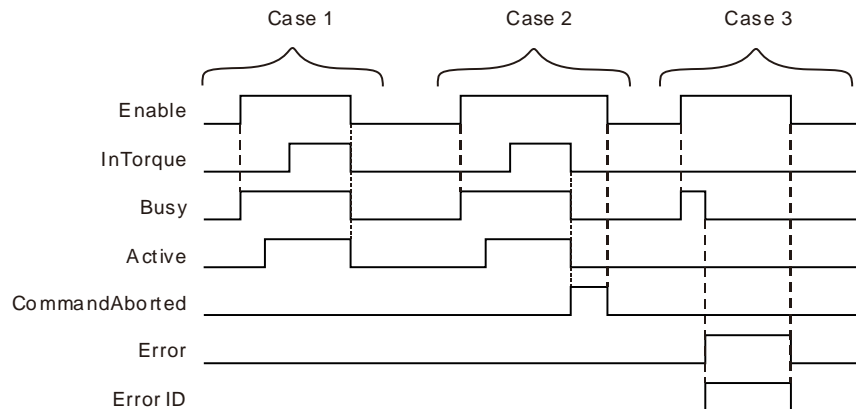 Case 1
Case 2
Case 3
Enable
InTorque
Busy
Active
CommandAborted
Error
Error ID